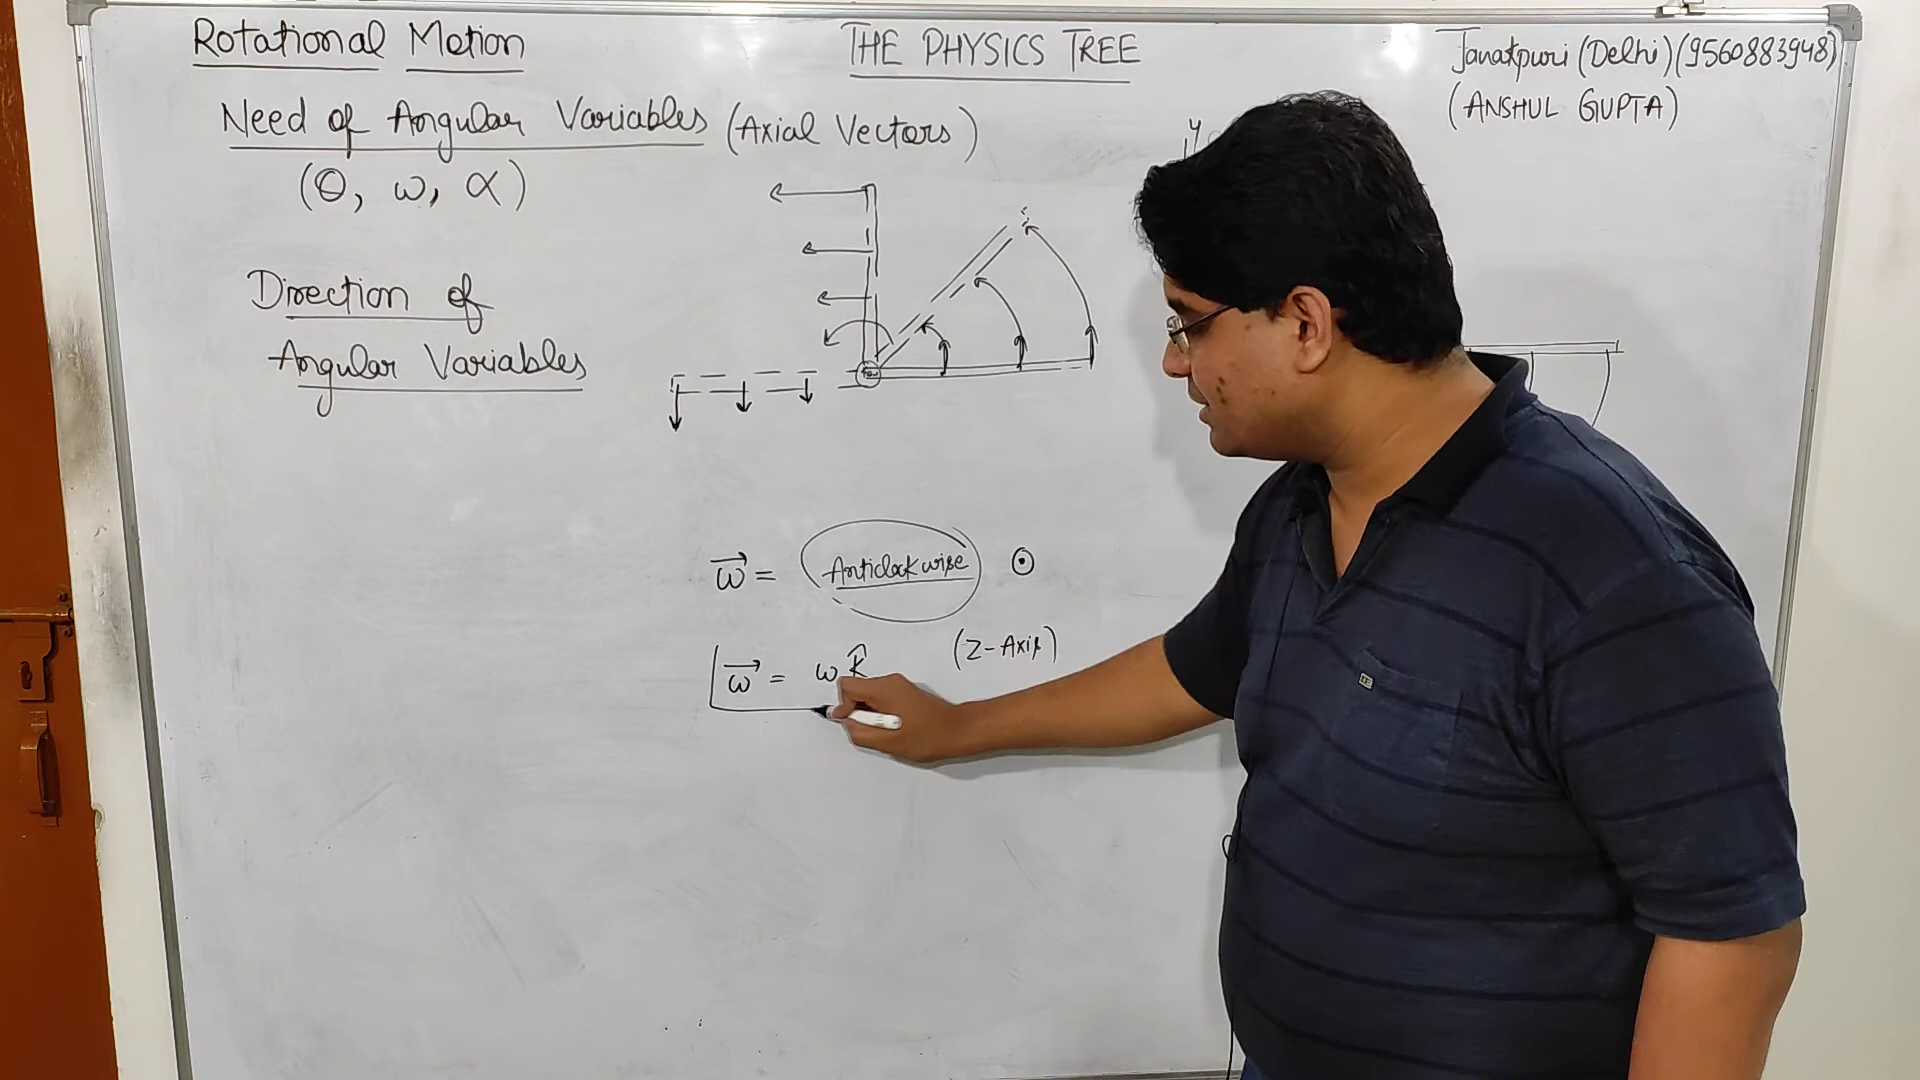 Rotational Motion
THE PHYSICS TREE
Janakpuri (Delhi) (9560883948)
(ANSHUL GUPTA)
Need of Angular Variables (Axial Vectors)
(θ, ω, α)
y
Direction of
Angular Variables
ω⃗ = Anticlockwise ⊙
(Z-Axis)
ω⃗ = ω k̂